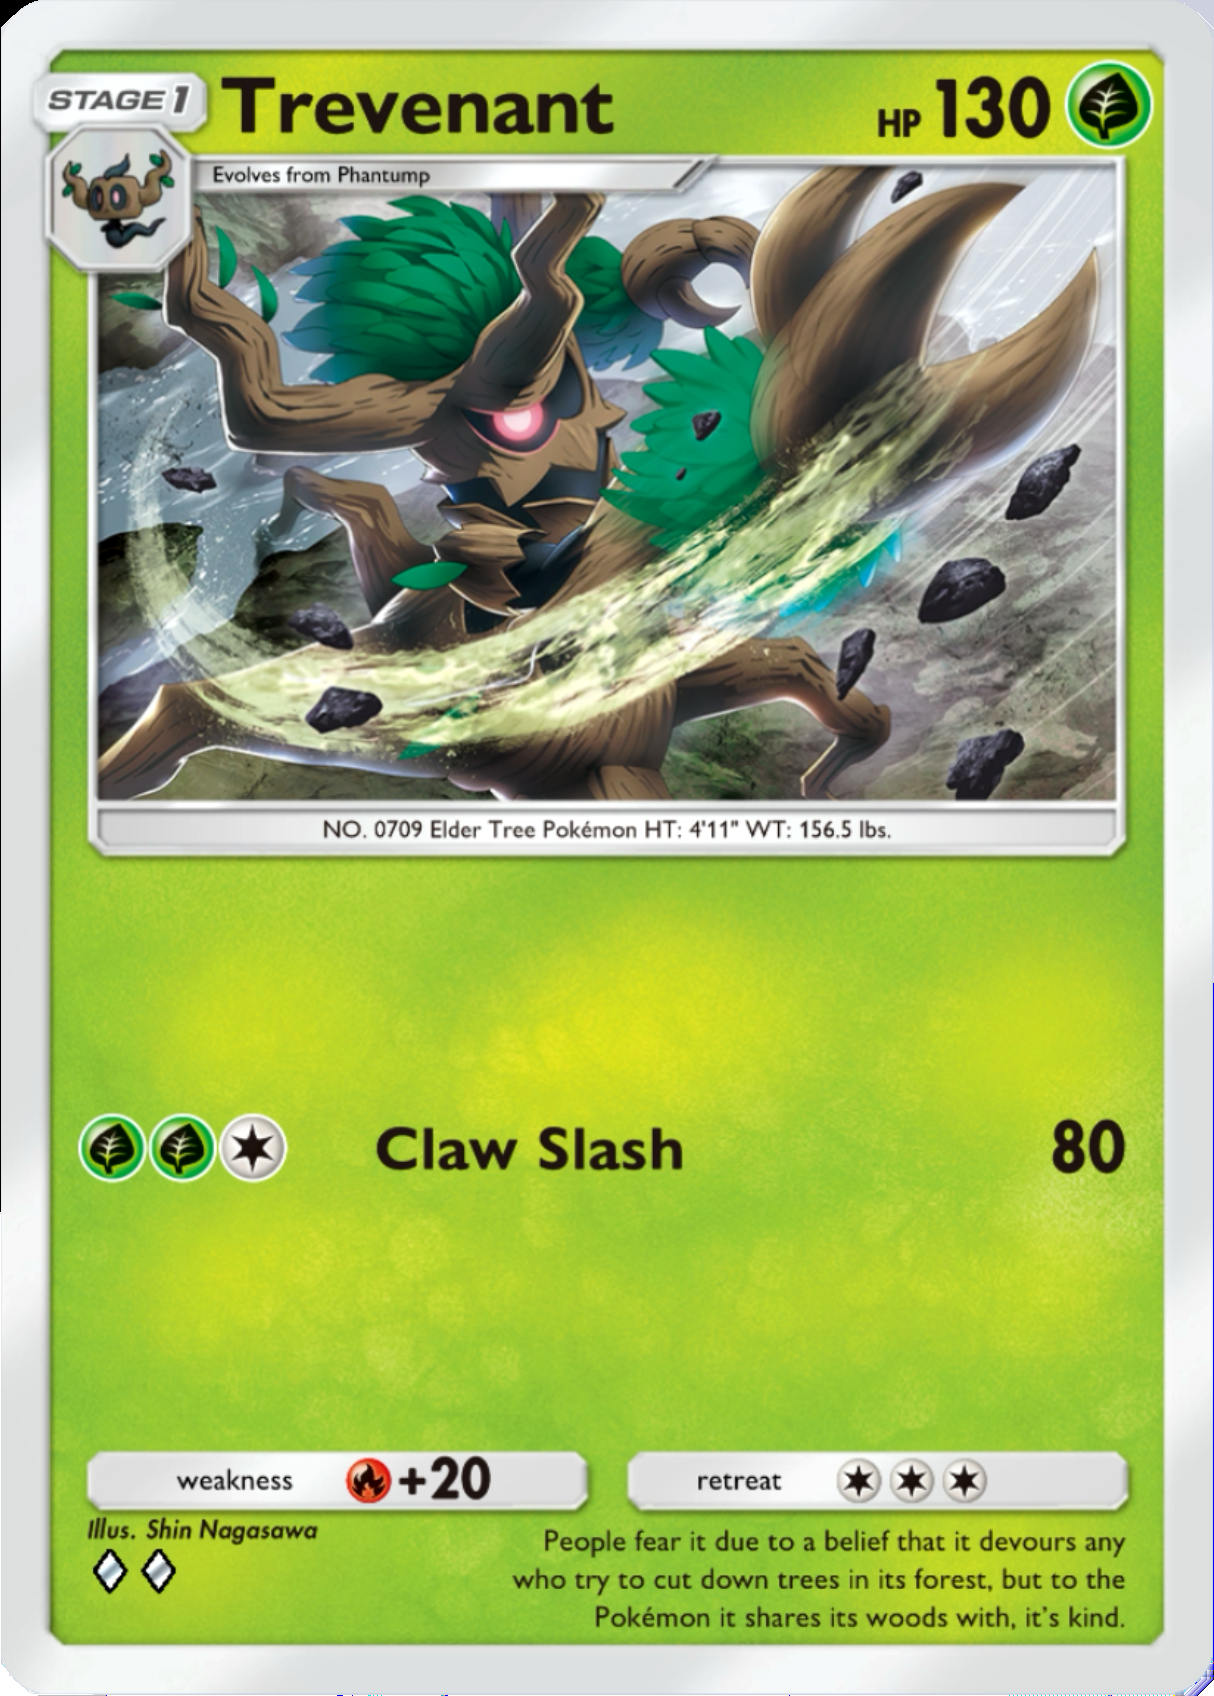 STAGE 1 Trevenant HP 130
Evolves from Phantump
NO. 0709 Elder Tree Pokémon HT: 4'11" WT: 156.5 lbs.
Claw Slash 80
weakness +20 retreat
Illus. Shin Nagasawa
People fear it due to a belief that it devours any
who try to cut down trees in its forest, but to the
Pokémon it shares its woods with, it's kind.